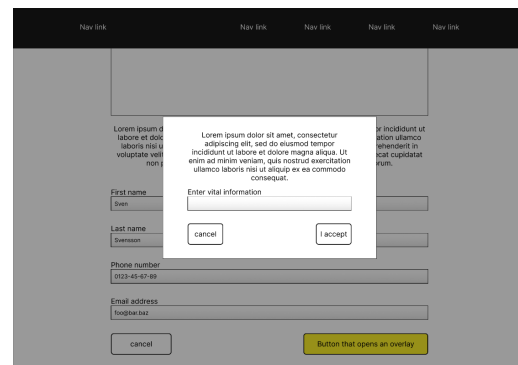 Nav link Nav link Nav link Nav link Nav link
Lorem ipsum d or incididunt ut
labore et dol ation ullamco
laboris nisi u rehenderit in
voluptate velit ecat cupidatat
non p orum.
Lorem ipsum dolor sit amet, consectetur
adipiscing elit, sed do eiusmod tempor
incididunt ut labore et dolore magna aliqua. Ut
enim ad minim veniam, quis nostrud exercitation
ullamco laboris nisi ut aliquip ex ea commodo
consequat.
Enter vital information
cancel I accept
First name
Sven
Last name
Svensson
Phone number
0123-45-67-89
Email address
foo@bar.baz
cancel Button that opens an overlay